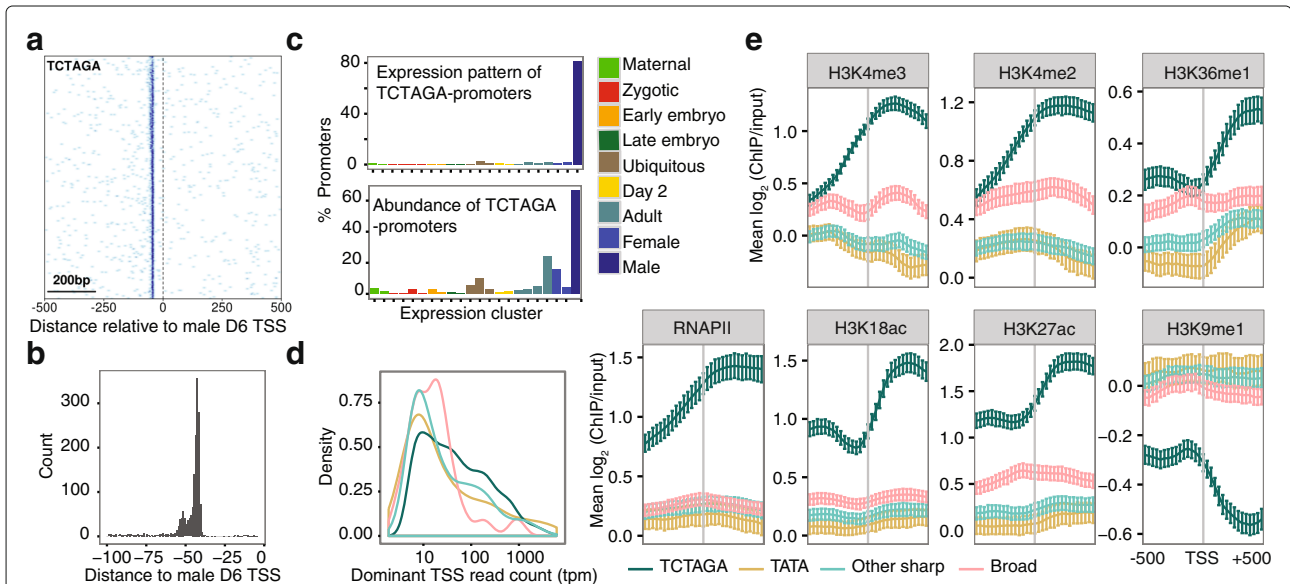 a
TCTAGA
200bp
-500 -250 0 250 500
Distance relative to male D6 TSS
b
Count
300
200
100
0
−100 −75 −50 −25 0
Distance to male D6 TSS
c
% Promoters
80
40
0
Expression pattern of
TCTAGA-promoters
60
40
20
0
Abundance of TCTAGA
-promoters
Expression cluster
Maternal
Zygotic
Early embryo
Late embryo
Ubiquitous
Day 2
Adult
Female
Male
d
Density
0.75
0.50
0.25
0.00
10 100 1000
Dominant TSS read count (tpm)
e
Mean log2 (ChIP/input)
H3K4me3
1.0
0.5
0.0
H3K4me2
1.2
0.8
0.4
0.0
H3K36me1
0.6
0.4
0.2
0.0
Mean log2 (ChIP/input)
RNAPII
1.5
1.0
0.5
0.0
H3K18ac
1.5
1.0
0.5
0.0
H3K27ac
2.0
1.5
1.0
0.5
0.0
H3K9me1
0.0
−0.2
−0.4
−0.6
-500 TSS +500
TCTAGA TATA Other sharp Broad